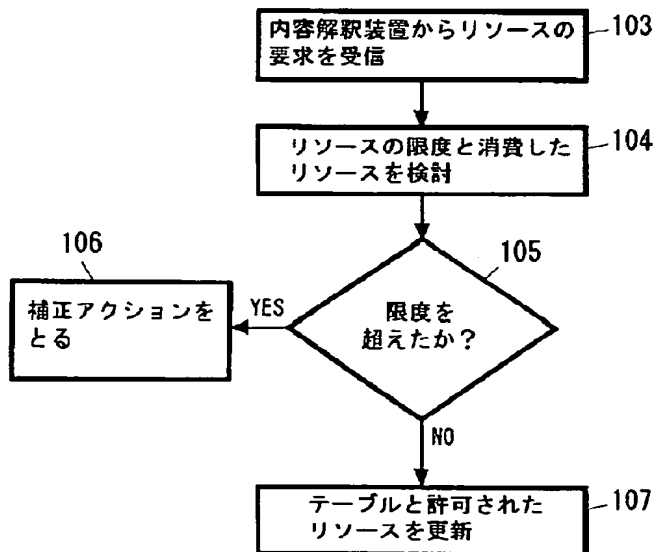 内容解釈装置からリソースの
要求を受信
103
リソースの限度と消費した
リソースを検討
104
105
限度を
超えたか？
YES
106
補正アクションを
とる
NO
テーブルと許可された
リソースを更新
107